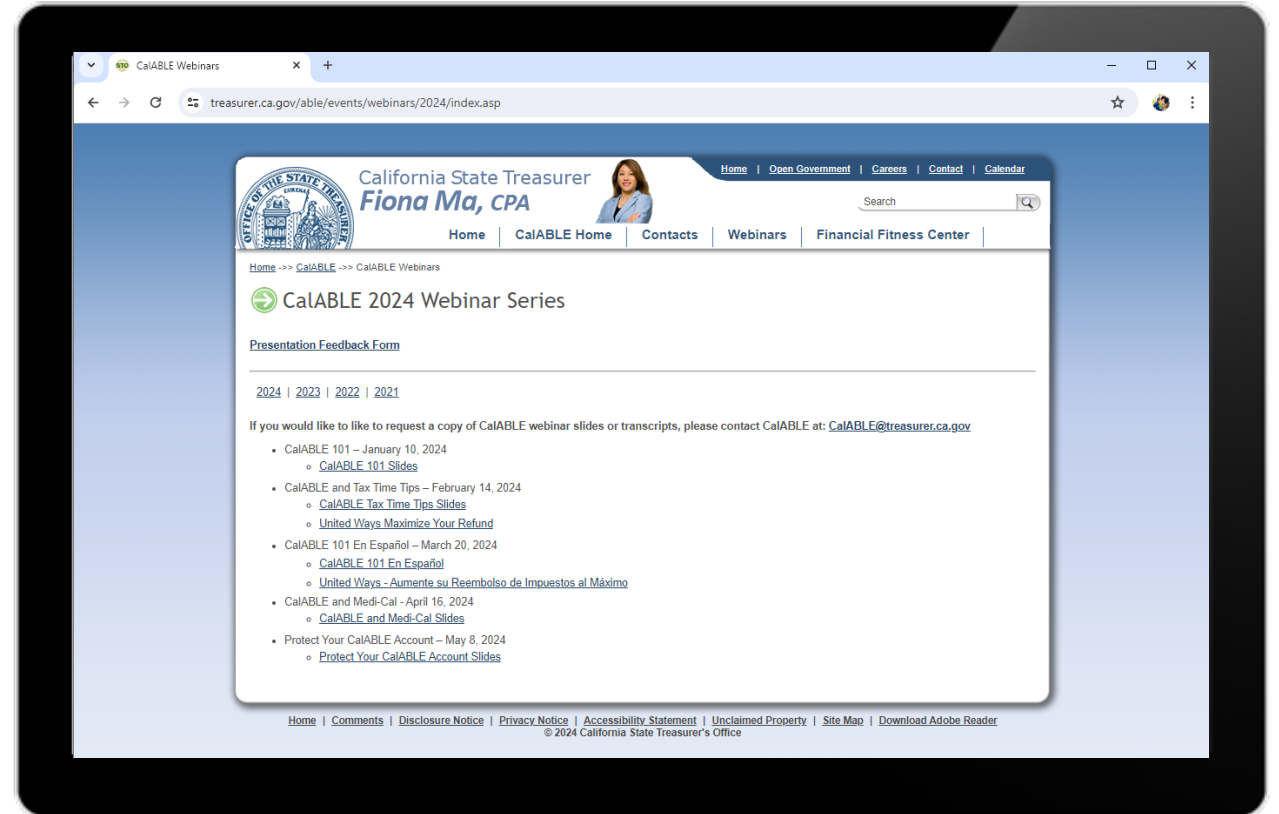 STO CalABLE Webinars
treasurer.ca.gov/able/events/webinars/2024/index.asp
OFFICE OF THE STATE TREASURER
EUREKA
California State Treasurer
Fiona Ma, CPA
Home | Open Government | Careers | Contact | Calendar
Search
Home | CalABLE Home | Contacts | Webinars | Financial Fitness Center |
Home ->> CalABLE ->> CalABLE Webinars
CalABLE 2024 Webinar Series
Presentation Feedback Form
2024 | 2023 | 2022 | 2021
If you would like to like to request a copy of CalABLE webinar slides or transcripts, please contact CalABLE at: CalABLE@treasurer.ca.gov
• CalABLE 101 – January 10, 2024
◦ CalABLE 101 Slides
• CalABLE and Tax Time Tips – February 14, 2024
◦ CalABLE Tax Time Tips Slides
◦ United Ways Maximize Your Refund
• CalABLE 101 En Español – March 20, 2024
◦ CalABLE 101 En Español
◦ United Ways - Aumente su Reembolso de Impuestos al Máximo
• CalABLE and Medi-Cal - April 16, 2024
◦ CalABLE and Medi-Cal Slides
• Protect Your CalABLE Account – May 8, 2024
◦ Protect Your CalABLE Account Slides
Home | Comments | Disclosure Notice | Privacy Notice | Accessibility Statement | Unclaimed Property | Site Map | Download Adobe Reader
© 2024 California State Treasurer's Office